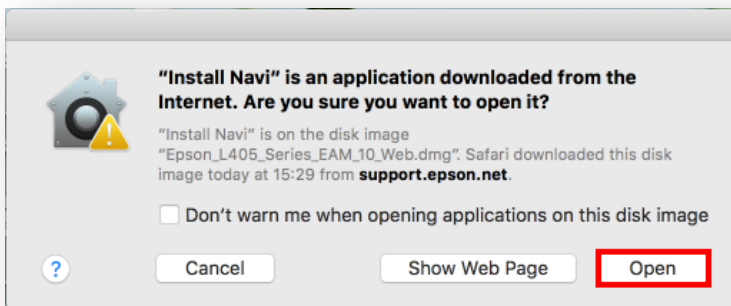 “Install Navi” is an application downloaded from the
Internet. Are you sure you want to open it?
“Install Navi” is on the disk image
“Epson_L405_Series_EAM_10_Web.dmg”. Safari downloaded this disk
image today at 15:29 from support.epson.net.
Don’t warn me when opening applications on this disk image
? Cancel Show Web Page Open